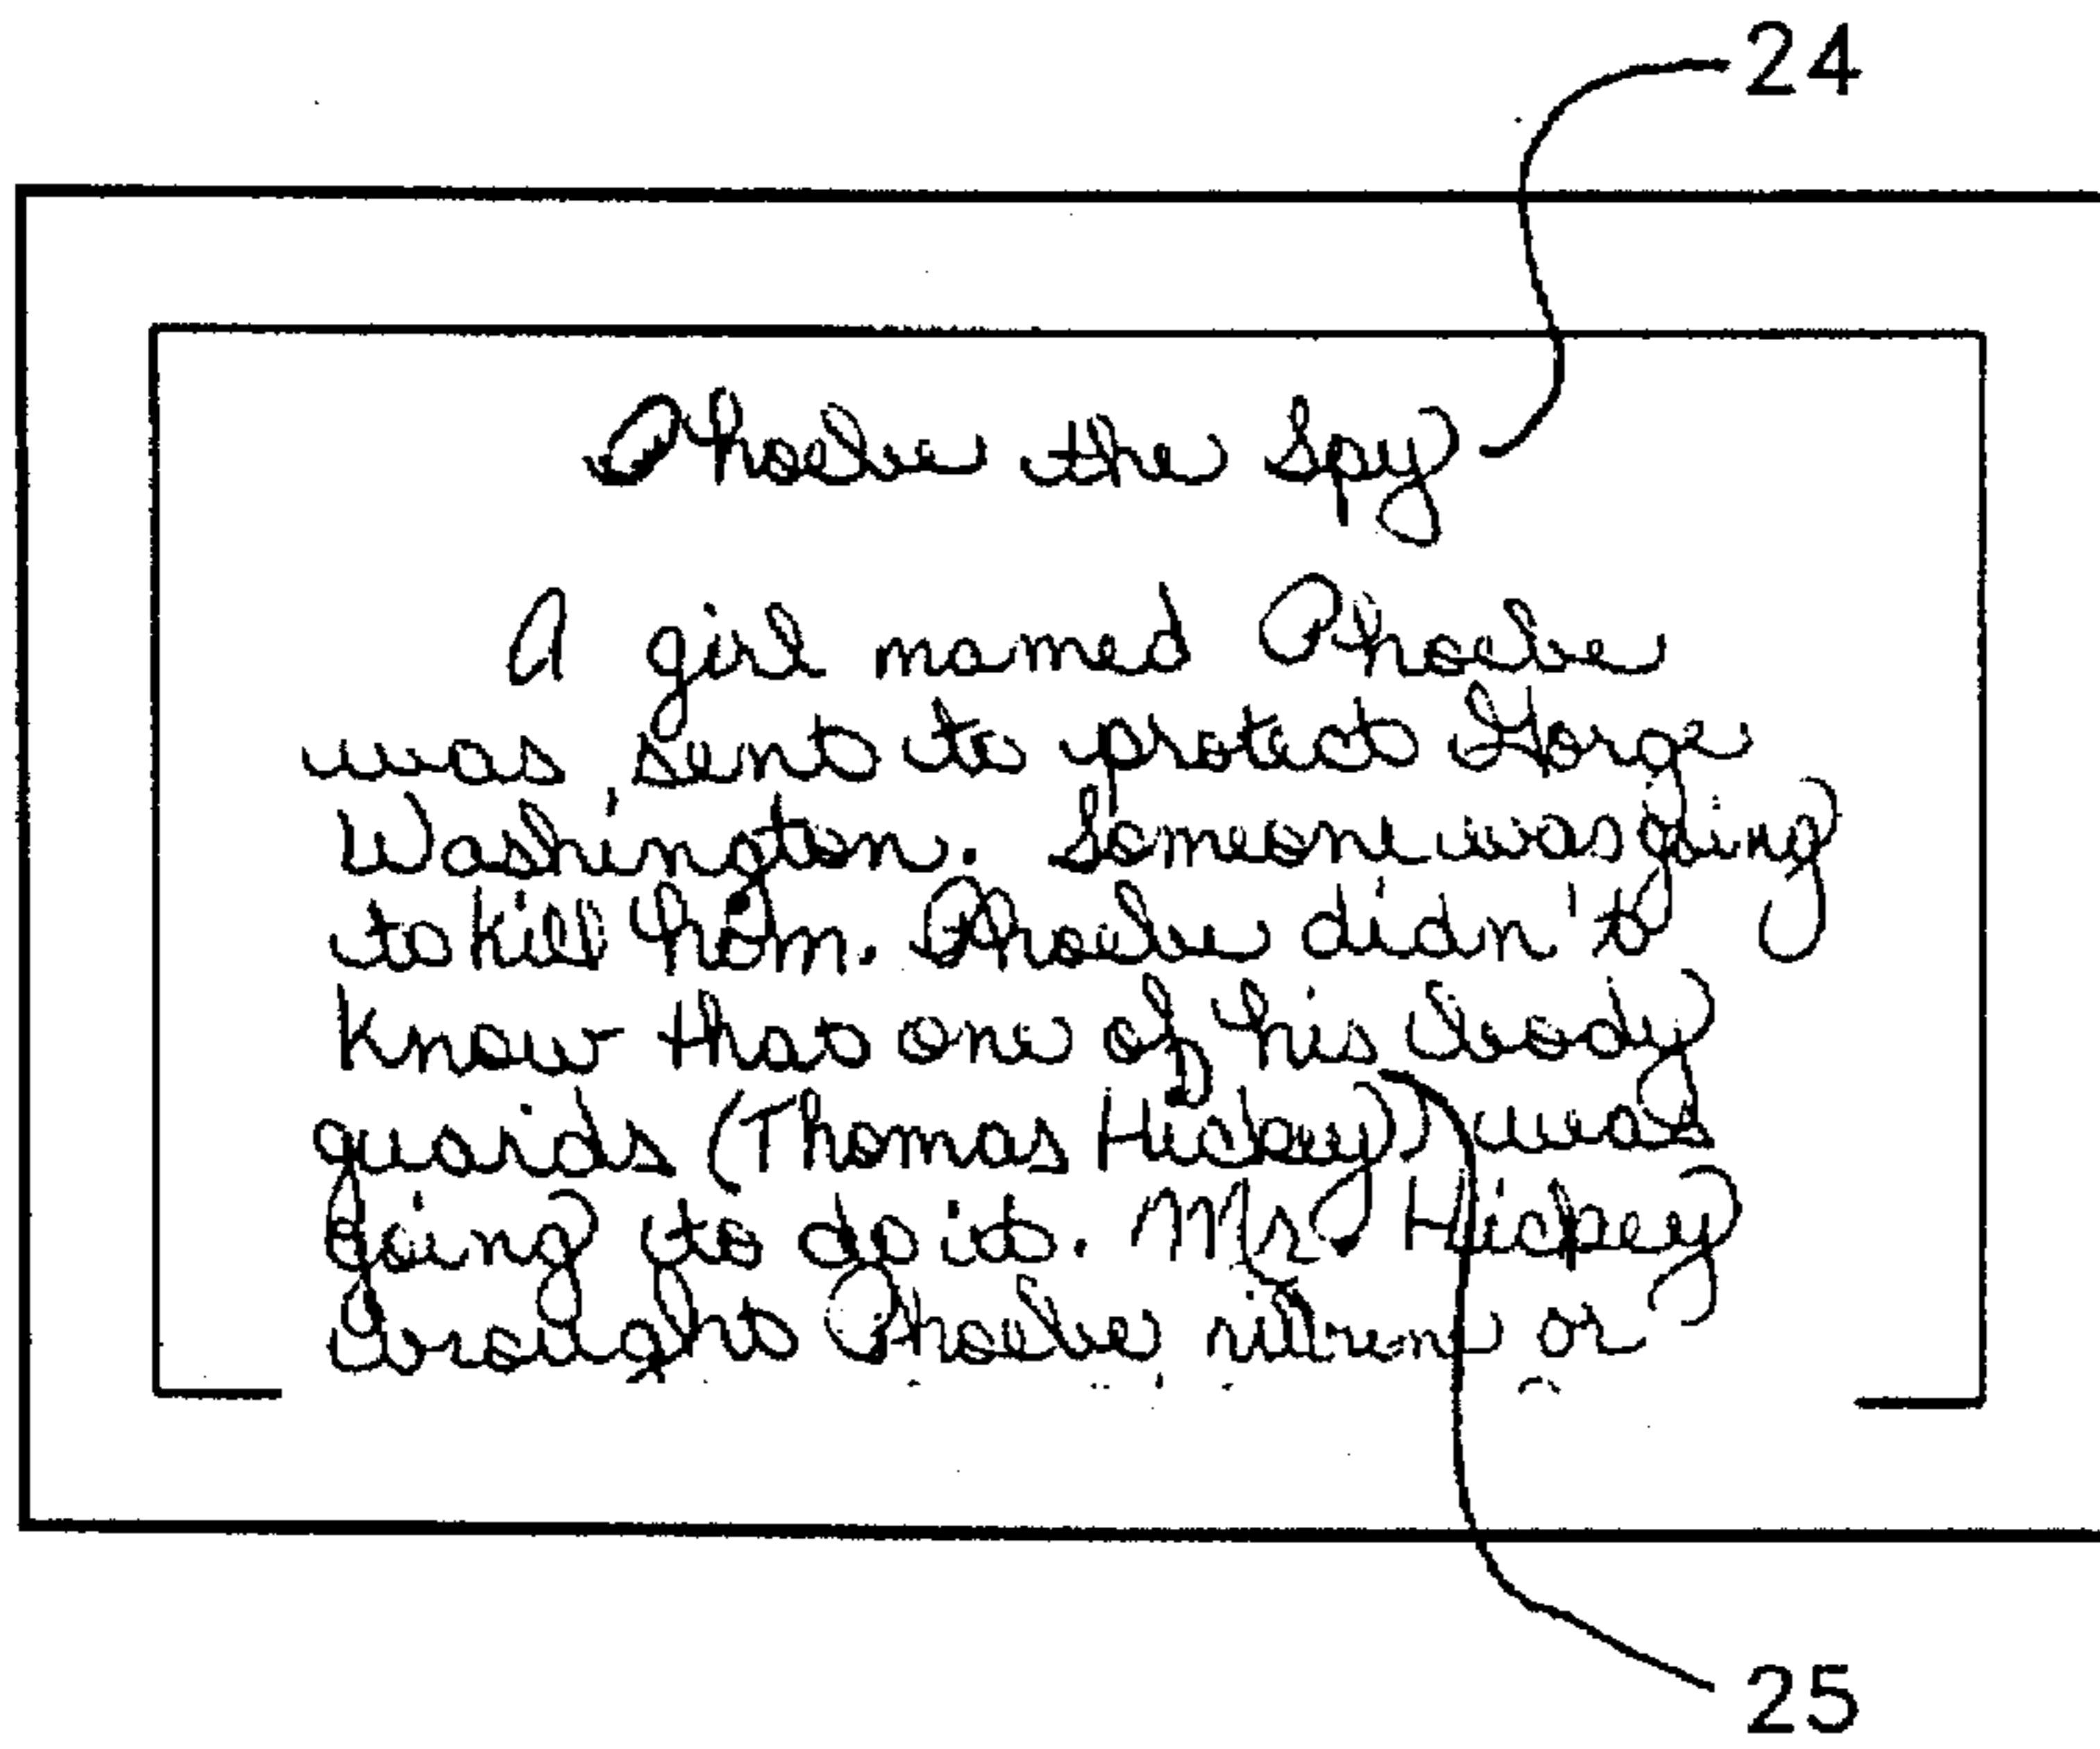 24
Phoebe the Spy
A girl named Phoebe
was sent to protect Gorge
Washington. Someone was going
to kill him. Phoebe didn't
know that one of his body
guards (Thomas Hickey) was
going to do it. Mr. Hickey
brought Phoebe or
25